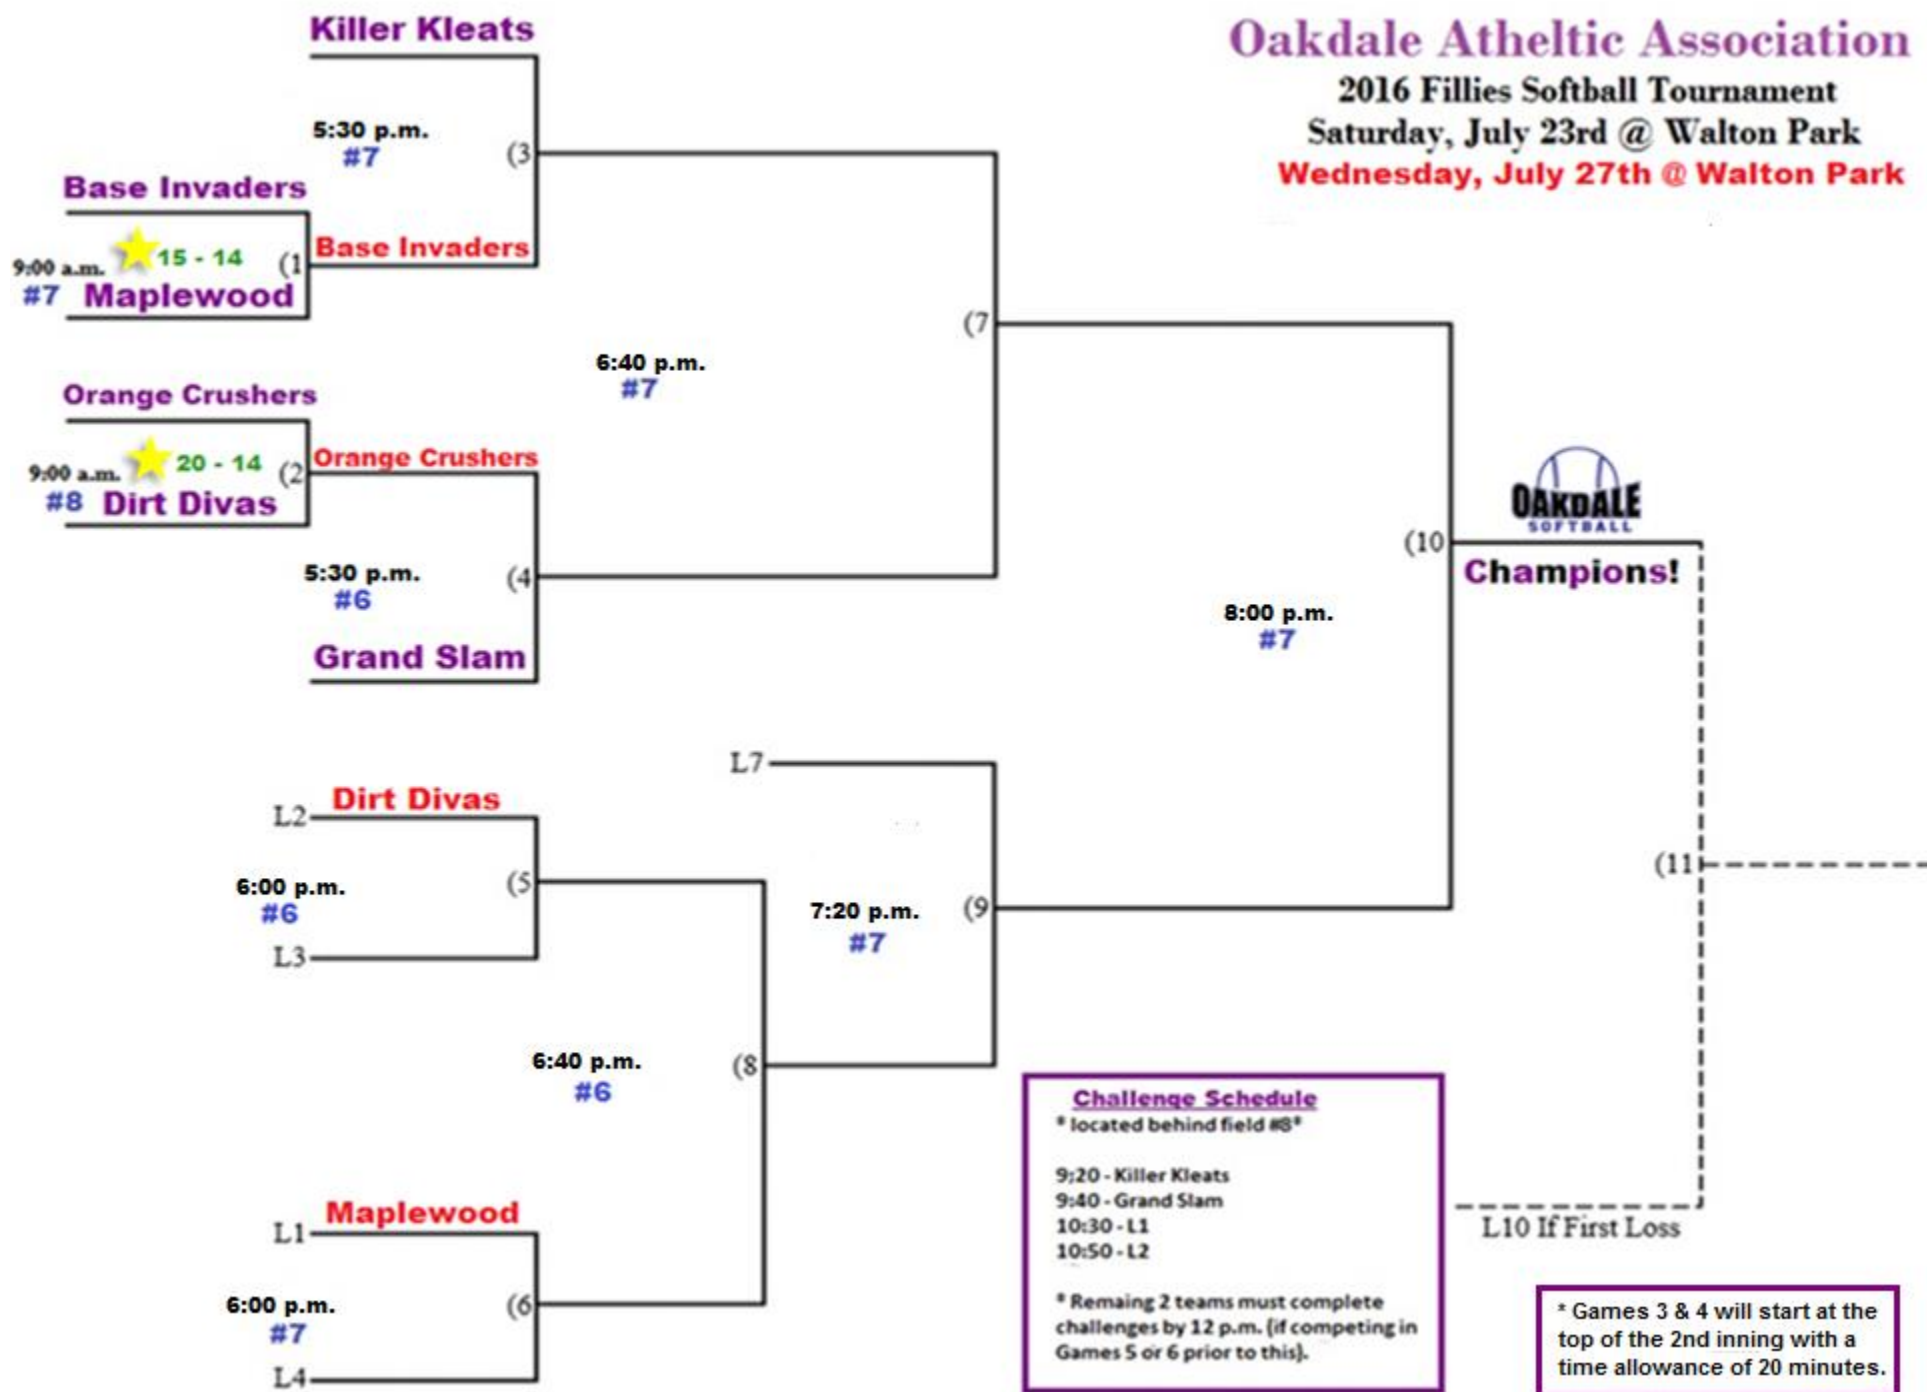 Killer Kleats
Oakdale Atheltic Association
2016 Fillies Softball Tournament
Saturday, July 23rd @ Walton Park
Wednesday, July 27th @ Walton Park
5:30 p.m.
#7
(3
Base Invaders
9:00 a.m.
15 - 14
(1
Base Invaders
#7
Maplewood
(7
6:40 p.m.
#7
Orange Crushers
9:00 a.m.
20 - 14
(2
Orange Crushers
#8
Dirt Divas
OAKDALE
SOFTBALL
(10
Champions!
5:30 p.m.
#6
(4
8:00 p.m.
#7
Grand Slam
L7
L2
Dirt Divas
(11
6:00 p.m.
#6
(5
7:20 p.m.
#7
(9
L3
6:40 p.m.
#6
(8
Challenge Schedule
* located behind field #8*
9;20 - Killer Kleats
9:40 - Grand Slam
10:30 - L1
10:50 - L2
* Remaing 2 teams must complete
challenges by 12 p.m. (if competing in
Games 5 or 6 prior to this).
L1
Maplewood
L10 If First Loss
6:00 p.m.
#7
(6
L4
* Games 3 & 4 will start at the
top of the 2nd inning with a
time allowance of 20 minutes.